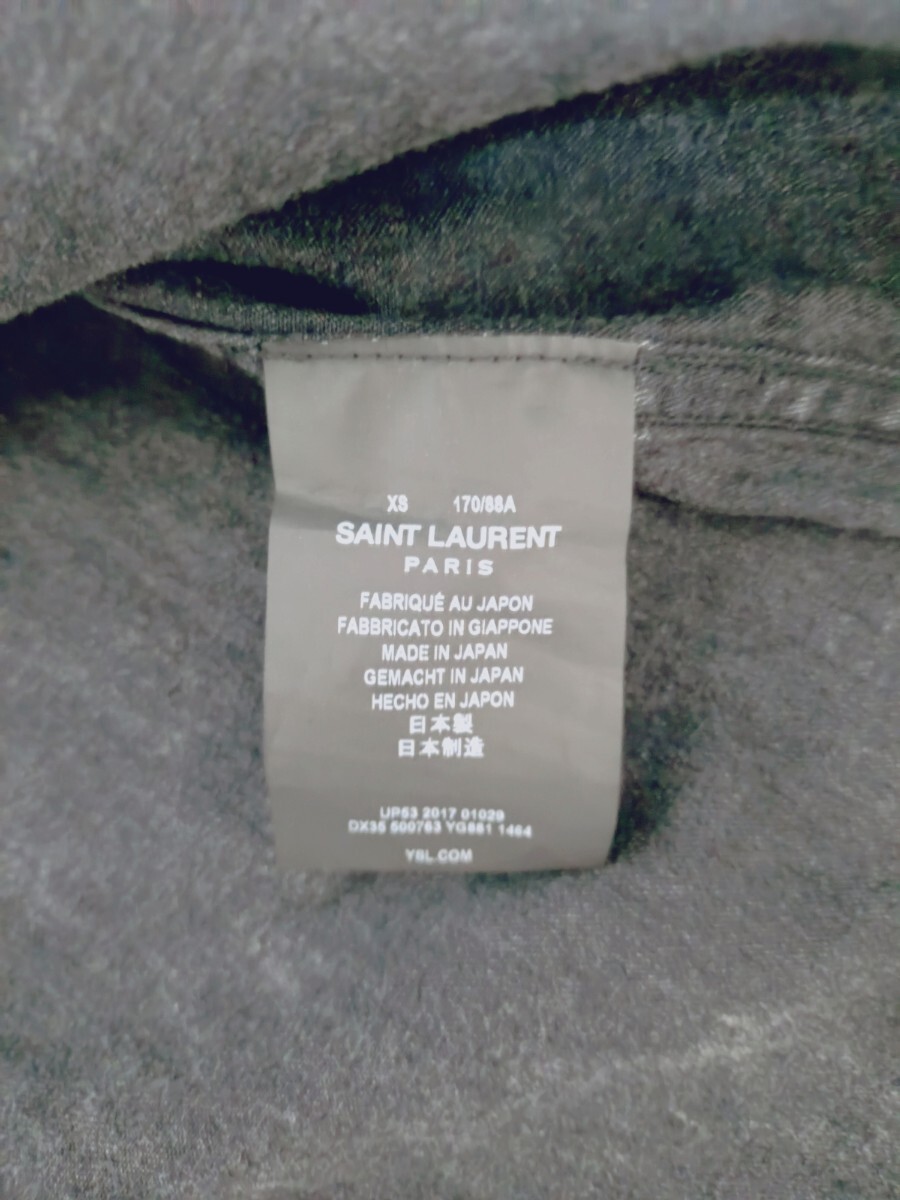 XS 170/88A
SAINT LAURENT
PARIS
FABRIQUÉ AU JAPON
FABBRICATO IN GIAPPONE
MADE IN JAPAN
GEMACHT IN JAPAN
HECHO EN JAPON
日本製
日本制造
UP53 2017 01029
DX35 500763 YG881 1464
YSL.COM